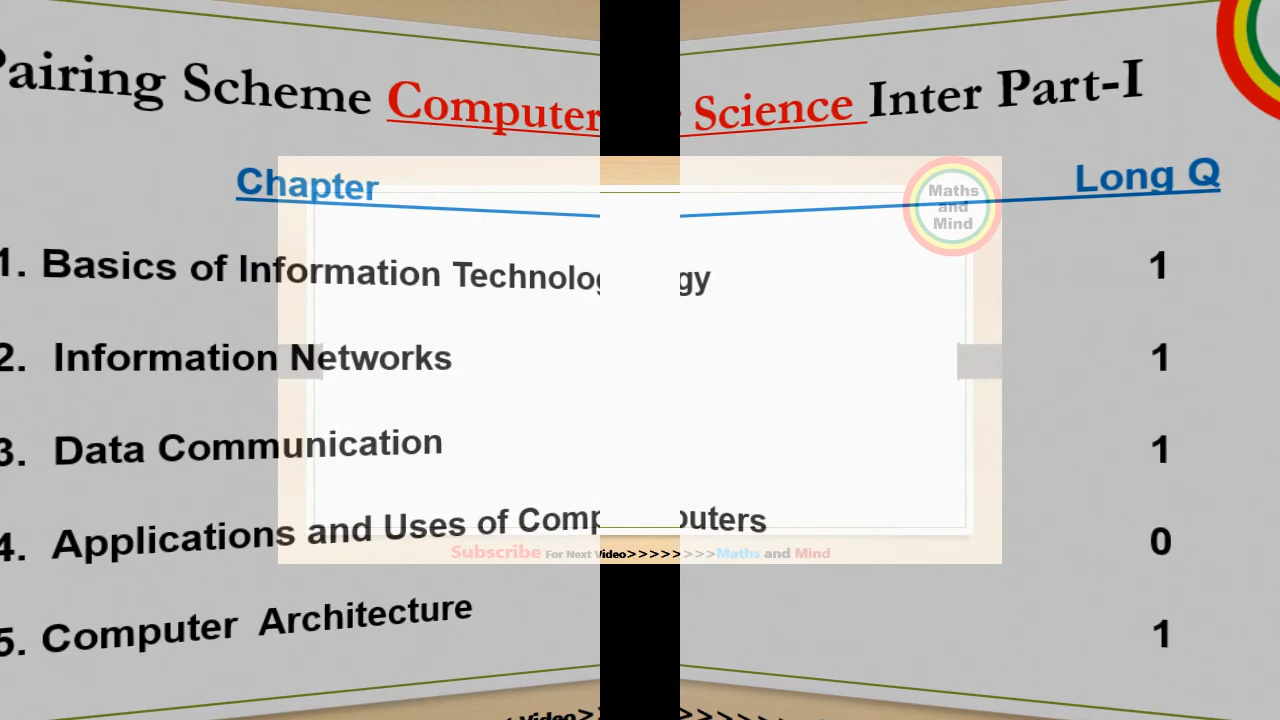 Pairing Scheme Computer Science Inter Part-I
Chapter Long Q
Maths
and
Mind
1. Basics of Information Technology 1
2. Information Networks 1
3. Data Communication 1
4. Applications and Uses of Computers 0
Subscribe For Next Video>>>>>>>>Maths and Mind
5. Computer Architecture 1
Video>> >>>>>>